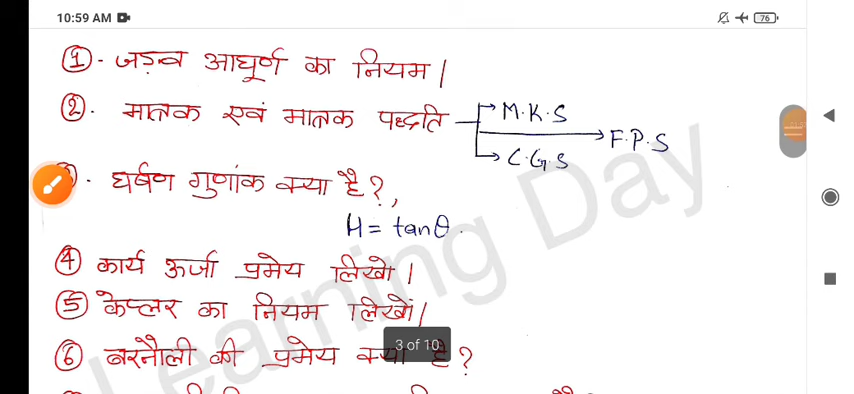 10:59 AM
76
① · जड़त्व आघूर्ण का नियम |
② · मात्रक एवं मात्रक पद्धति → M.K.S
→ F.P.S
→ C.G.S
· घर्षण गुणांक क्या है?,
H = tanθ .
④ कार्य ऊर्जा प्रमेय लिखो |
⑤ केप्लर का नियम लिखों |
3 of 10
⑥ बरनौली की प्रमेय क्या है ?
Learning Day